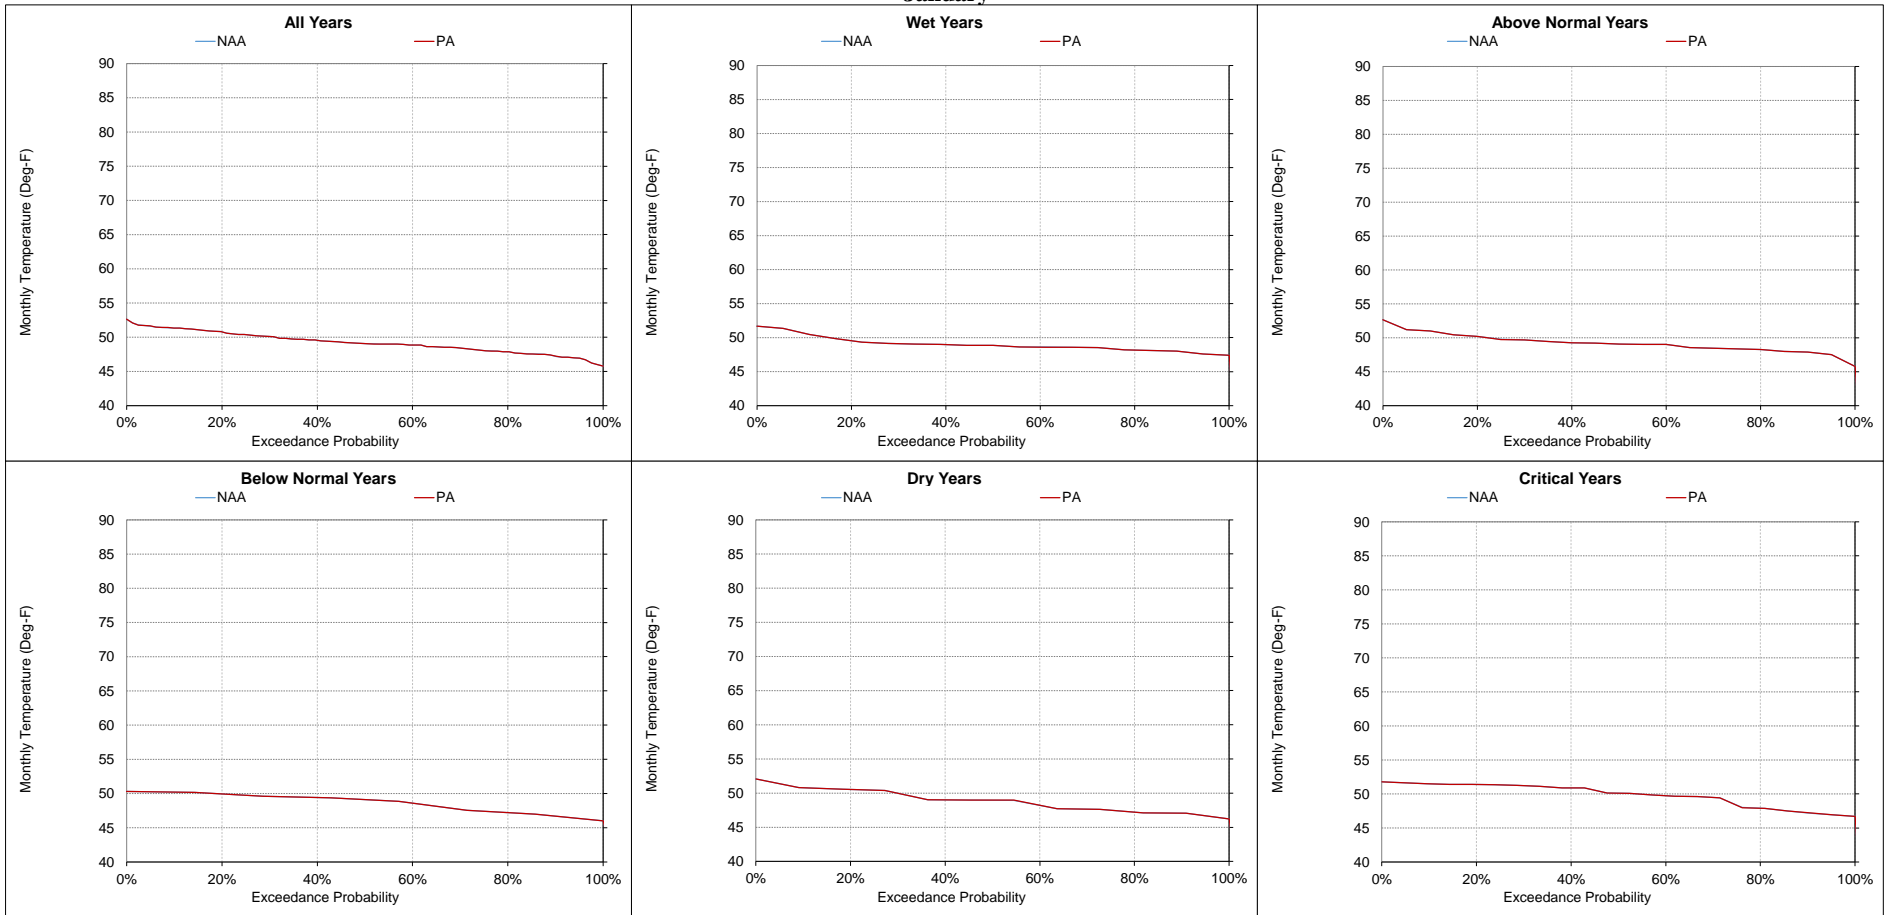 January
All Years
NAA PA
90
85
80
75
70
65
60
55
50
45
40
Monthly Temperature (Deg-F)
0% 20% 40% 60% 80% 100%
Exceedance Probability
Wet Years
NAA PA
90
85
80
75
70
65
60
55
50
45
40
Monthly Temperature (Deg-F)
0% 20% 40% 60% 80% 100%
Exceedance Probability
Above Normal Years
NAA PA
90
85
80
75
70
65
60
55
50
45
40
Monthly Temperature (Deg-F)
0% 20% 40% 60% 80% 100%
Exceedance Probability
Below Normal Years
NAA PA
90
85
80
75
70
65
60
55
50
45
40
Monthly Temperature (Deg-F)
0% 20% 40% 60% 80% 100%
Exceedance Probability
Dry Years
NAA PA
90
85
80
75
70
65
60
55
50
45
40
Monthly Temperature (Deg-F)
0% 20% 40% 60% 80% 100%
Exceedance Probability
Critical Years
NAA PA
90
85
80
75
70
65
60
55
50
45
40
Monthly Temperature (Deg-F)
0% 20% 40% 60% 80% 100%
Exceedance Probability